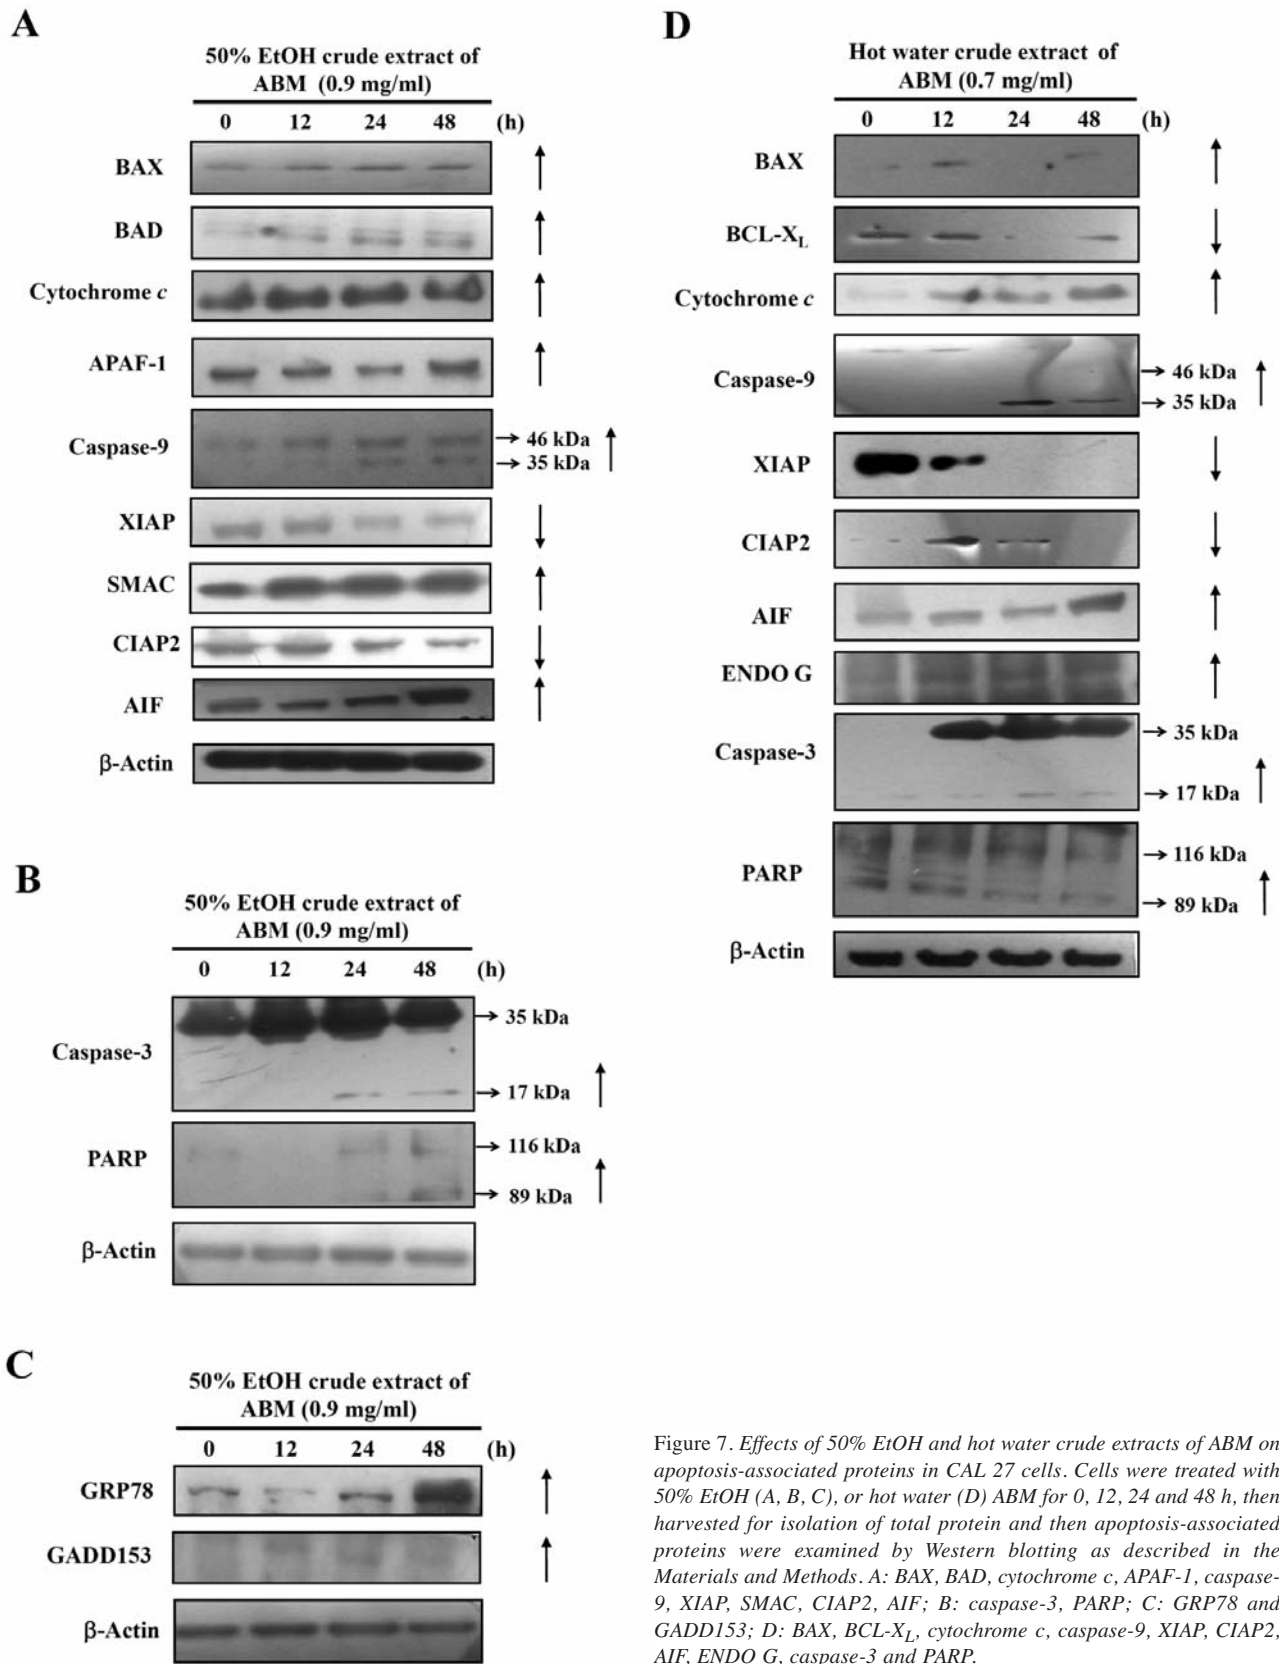 A
50% EtOH crude extract of
ABM (0.9 mg/ml)
0 12 24 48 (h)
BAX
BAD
Cytochrome c
APAF-1
Caspase-9
→ 46 kDa
→ 35 kDa
XIAP
SMAC
CIAP2
AIF
β-Actin
B
50% EtOH crude extract of
ABM (0.9 mg/ml)
0 12 24 48 (h)
Caspase-3
→ 35 kDa
→ 17 kDa
PARP
→ 116 kDa
→ 89 kDa
β-Actin
C
50% EtOH crude extract of
ABM (0.9 mg/ml)
0 12 24 48 (h)
GRP78
GADD153
β-Actin
D
Hot water crude extract of
ABM (0.7 mg/ml)
0 12 24 48 (h)
BAX
BCL-XL
Cytochrome c
Caspase-9
→ 46 kDa
→ 35 kDa
XIAP
CIAP2
AIF
ENDO G
Caspase-3
→ 35 kDa
→ 17 kDa
PARP
→ 116 kDa
→ 89 kDa
β-Actin
Figure 7. Effects of 50% EtOH and hot water crude extracts of ABM on
apoptosis-associated proteins in CAL 27 cells. Cells were treated with
50% EtOH (A, B, C), or hot water (D) ABM for 0, 12, 24 and 48 h, then
harvested for isolation of total protein and then apoptosis-associated
proteins were examined by Western blotting as described in the
Materials and Methods. A: BAX, BAD, cytochrome c, APAF-1, caspase-
9, XIAP, SMAC, CIAP2, AIF; B: caspase-3, PARP; C: GRP78 and
GADD153; D: BAX, BCL-XL, cytochrome c, caspase-9, XIAP, CIAP2,
AIF, ENDO G, caspase-3 and PARP.